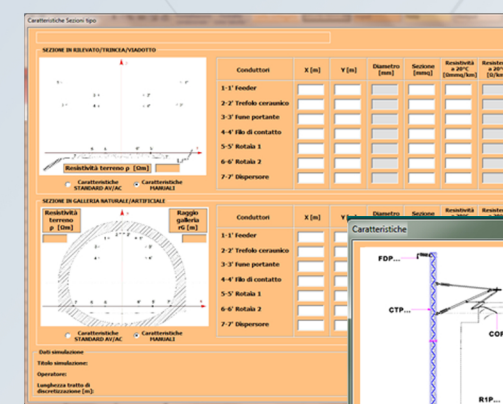 Caratteristiche Sezioni tipo
SEZIONE IN RILEVATO/TRINCEA/VIADOTTO
Conduttori X [m] Y [m] Diametro [mm] Sezione [mmq] Resistività a 20°C [Ωmmq/km]
1-1' Feeder
2-2' Trefolo ceraunico
3-3' Fune portante
4-4' Filo di contatto
5-5' Rotaia 1
6-6' Rotaia 2
7-7' Dispersore
Resistività terreno ρ [Ωm]
Caratteristiche STANDARD AV/AC
Caratteristiche MANUALI
SEZIONE IN GALLERIA NATURALE/ARTIFICIALE
Resistività terreno ρ [Ωm]
Raggio galleria rG [m]
Conduttori X [m] Diametro Sezione Resistività
1-1' Feeder
2-2' Trefolo ceraunico
3-3' Fune portante
4-4' Filo di contatto
5-5' Rotaia 1
6-6' Rotaia 2
7-7' Dispersore
Caratteristiche STANDARD AV/AC
Caratteristiche MANUALI
Dati simulazione
Titolo simulazione:
Operatore:
Lunghezza tratto di discretizzazione [m]:
Caratteristiche
FDP...
CTP...
R1P...